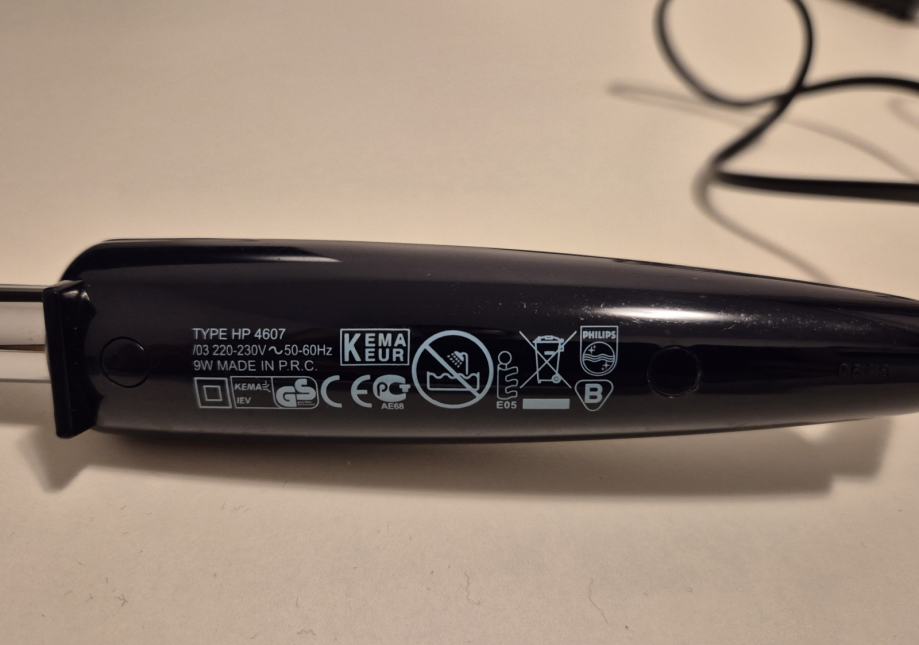 TYPE HP 4607
/03 220-230V~50-60Hz
9W MADE IN P.R.C.
KEMA
EUR
PHILIPS
KEMA
IEV
GS
CE
PG
AE68
E05
B